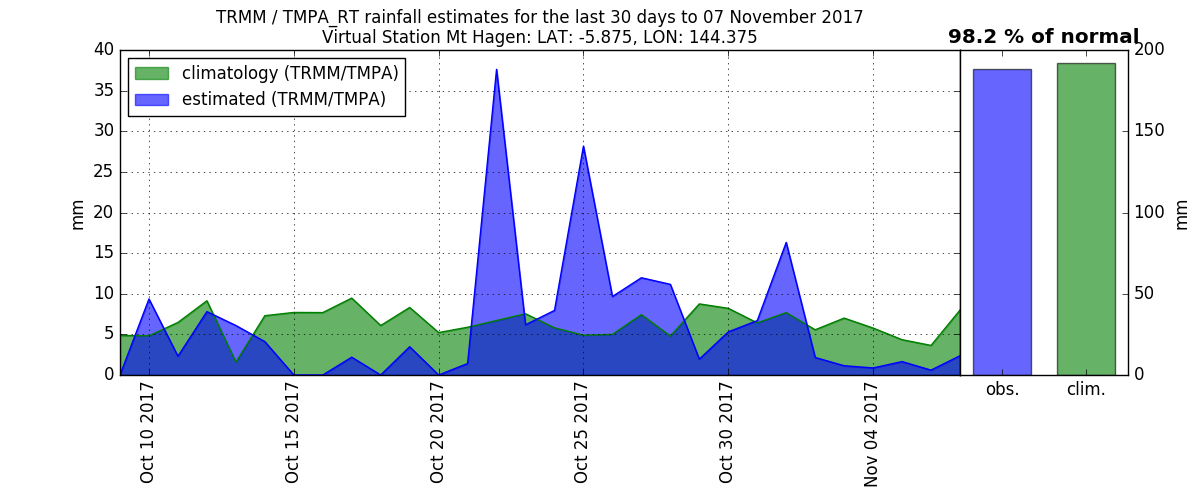 TRMM / TMPA_RT rainfall estimates for the last 30 days to 07 November 2017
Virtual Station Mt Hagen: LAT: -5.875, LON: 144.375
98.2 % of normal
climatology (TRMM/TMPA)
estimated (TRMM/TMPA)
40
35
30
25
20
15
10
5
0
mm
Oct 10 2017
Oct 15 2017
Oct 20 2017
Oct 25 2017
Oct 30 2017
Nov 04 2017
200
150
100
50
0
mm
obs.
clim.